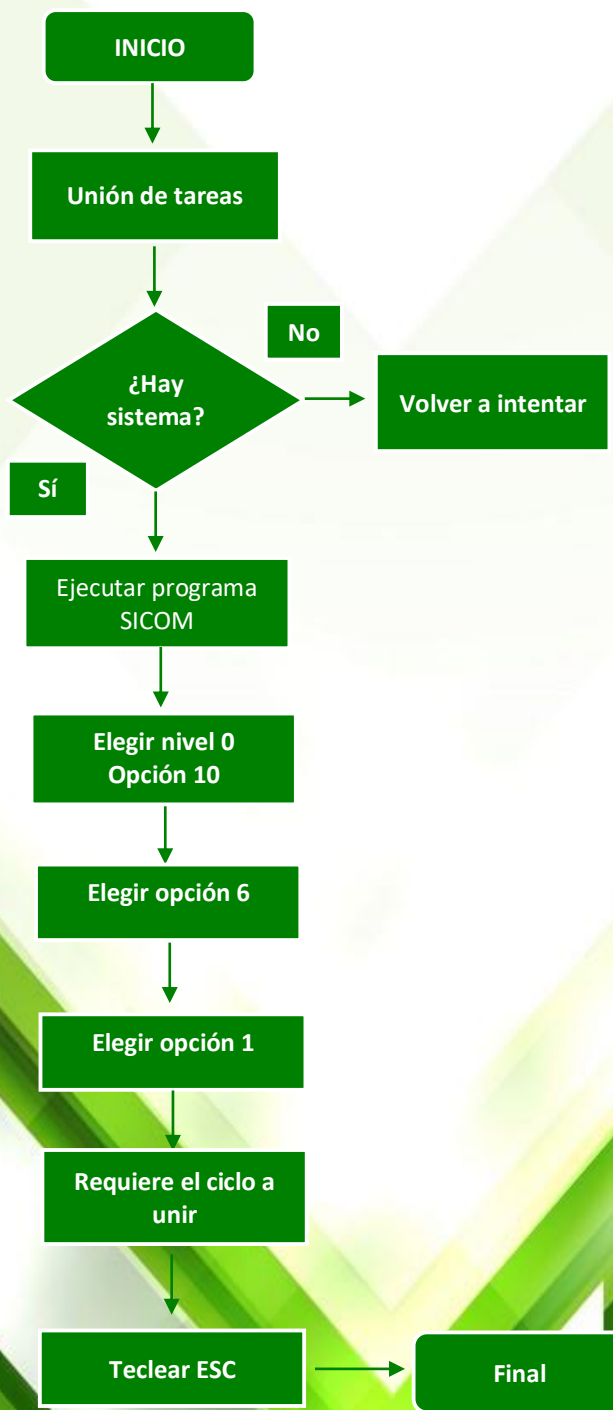 INICIO
Unión de tareas
¿Hay
sistema?
No
Volver a intentar
Sí
Ejecutar programa
SICOM
Elegir nivel 0
Opción 10
Elegir opción 6
Elegir opción 1
Requiere el ciclo a
unir
Teclear ESC
Final